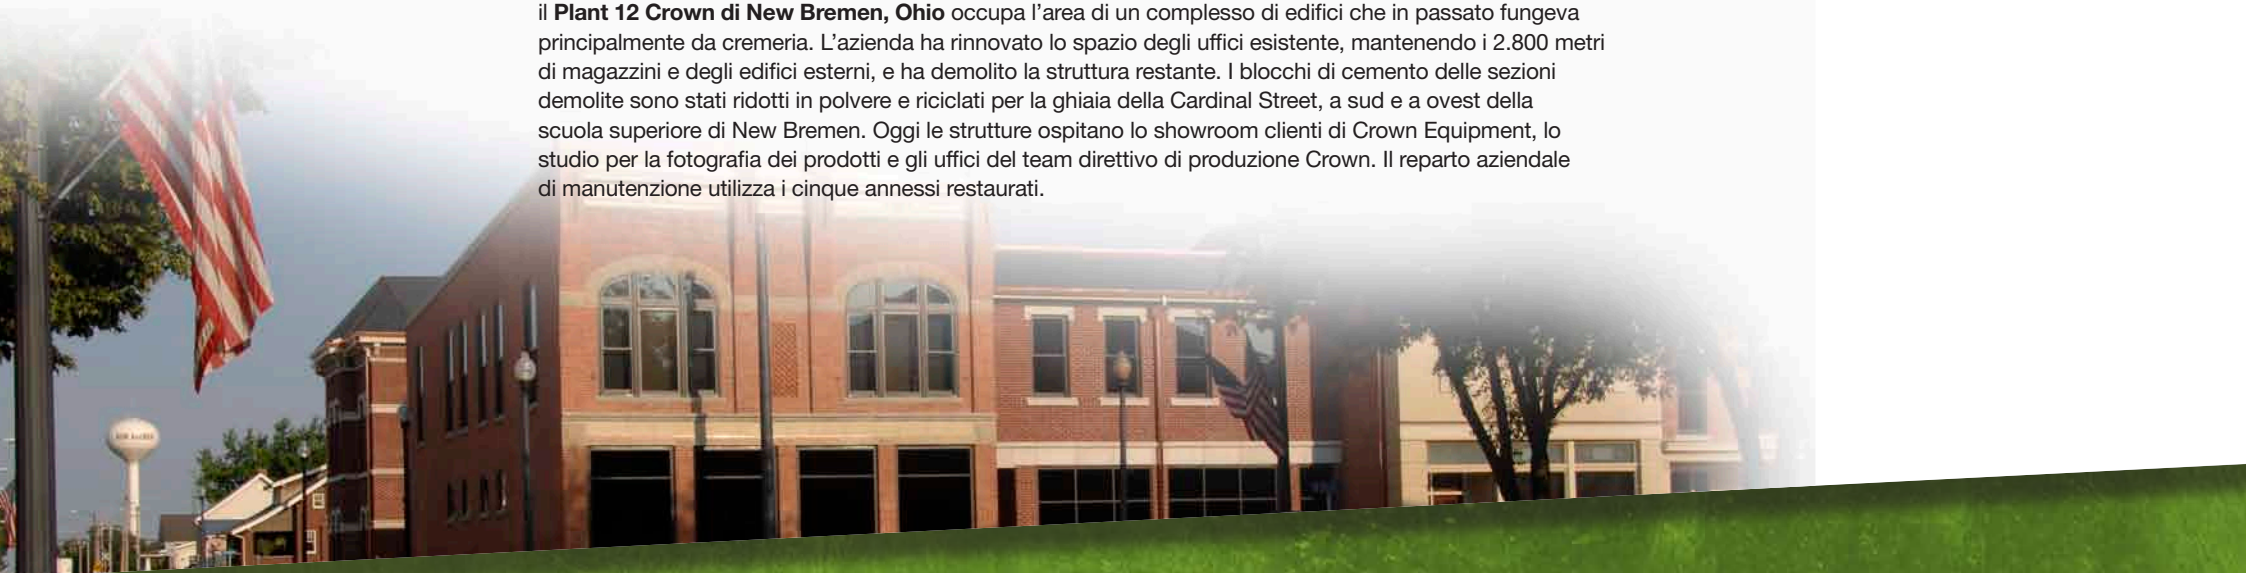 il Plant 12 Crown di New Bremen, Ohio occupa l’area di un complesso di edifici che in passato fungeva
principalmente da cremeria. L’azienda ha rinnovato lo spazio degli uffici esistente, mantenendo i 2.800 metri
di magazzini e degli edifici esterni, e ha demolito la struttura restante. I blocchi di cemento delle sezioni
demolite sono stati ridotti in polvere e riciclati per la ghiaia della Cardinal Street, a sud e a ovest della
scuola superiore di New Bremen. Oggi le strutture ospitano lo showroom clienti di Crown Equipment, lo
studio per la fotografia dei prodotti e gli uffici del team direttivo di produzione Crown. Il reparto aziendale
di manutenzione utilizza i cinque annessi restaurati.
NEW BREMEN